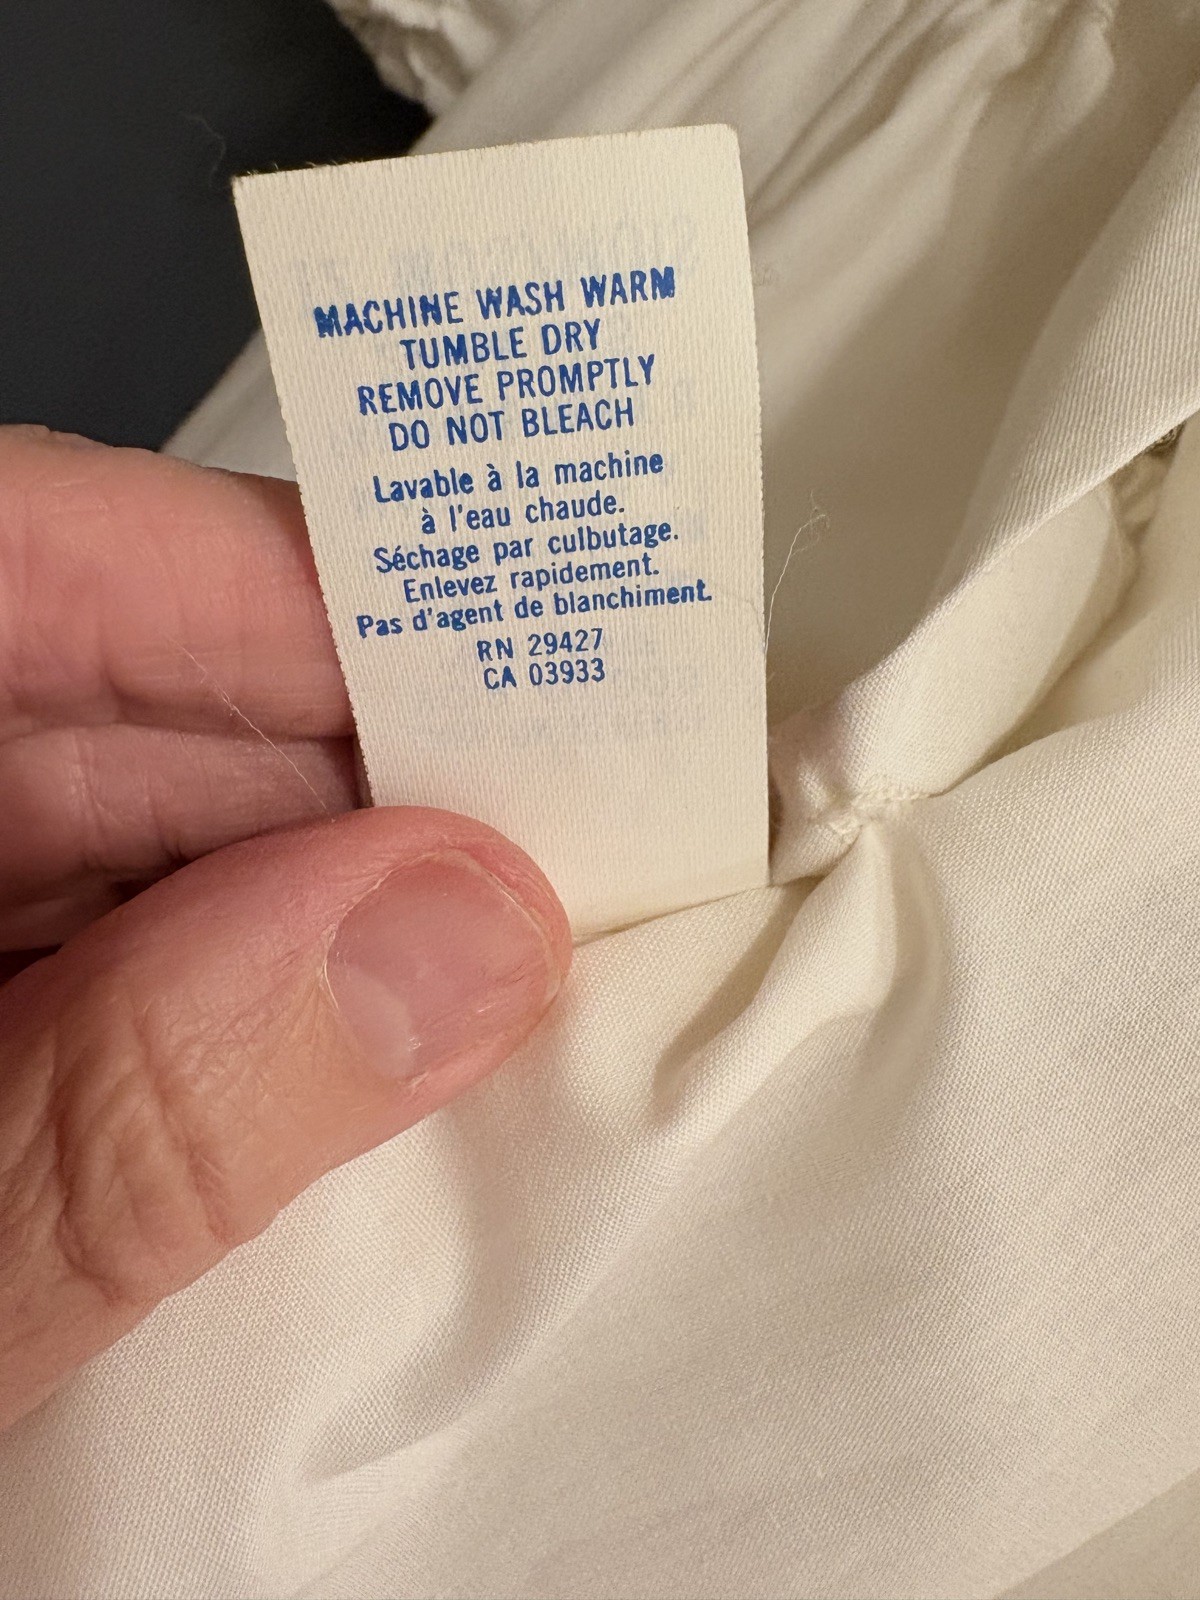 MACHINE WASH WARM
TUMBLE DRY
REMOVE PROMPTLY
DO NOT BLEACH
Lavable à la machine
à l'eau chaude.
Séchage par culbutage.
Enlevez rapidement.
Pas d'agent de blanchiment.
RN 29427
CA 03933